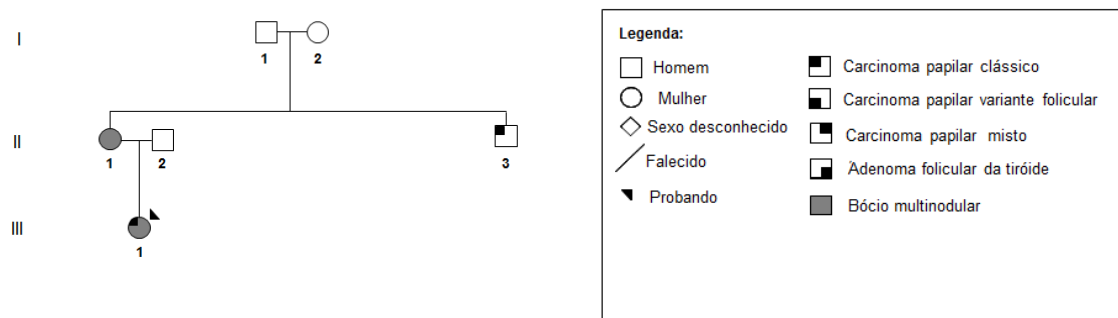 I
1 2
II
1 2 3
III
1
Legenda:
Homem
Mulher
Sexo desconhecido
Falecido
Probando
Carcinoma papilar clássico
Carcinoma papilar variante folicular
Carcinoma papilar misto
Adenoma folicular da tiróide
Bócio multinodular